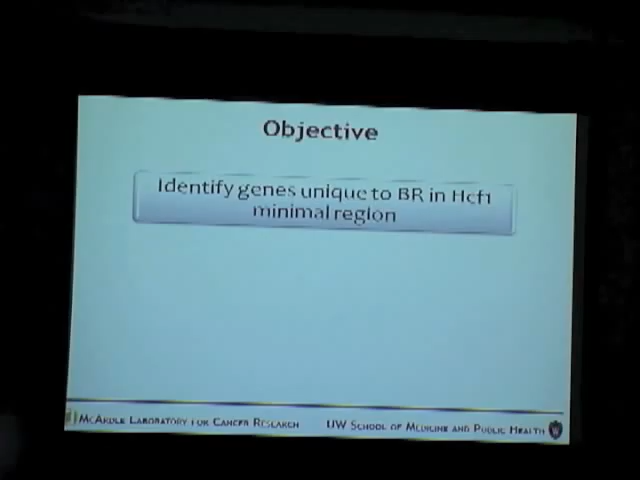 Objective
Identify genes unique to BR in Hcf1
minimal region
McArdle Laboratory for Cancer Research UW School of Medicine and Public Health